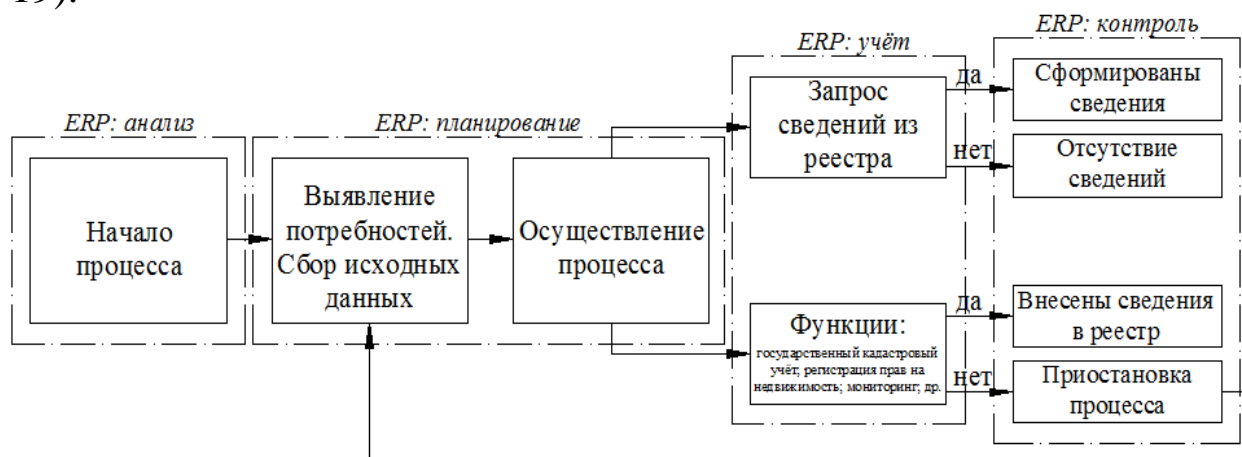 19).
ERP: анализ
Начало
процесса
ERP: планирование
Выявление
потребностей.
Сбор исходных
данных
Осуществление
процесса
ERP: учёт
Запрос
сведений из
реестра
да
нет
Функции:
государственный кадастровый
учёт; регистрация прав на
недвижимость; мониторинг; др.
да
нет
ERP: контроль
Сформированы
сведения
Отсутствие
сведений
Внесены сведения
в реестр
Приостановка
процесса